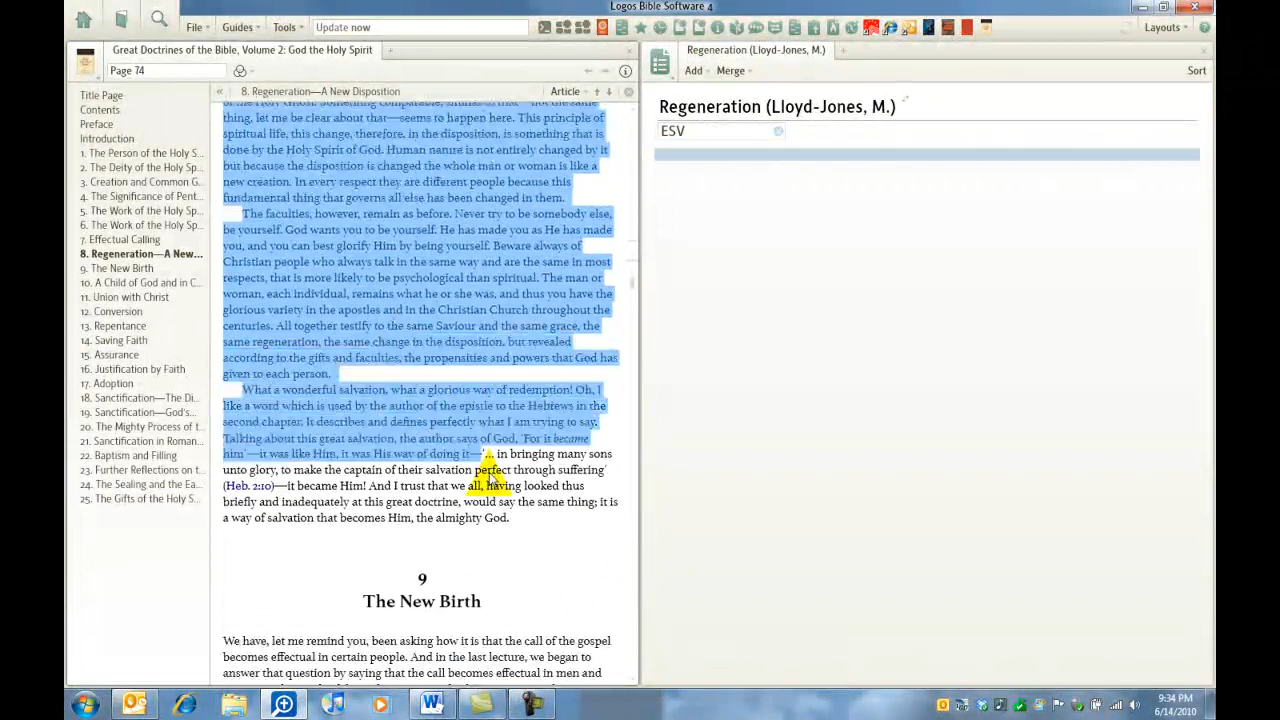 Logos Bible Software 4
File Guides Tools Update now Layouts
Great Doctrines of the Bible, Volume 2: God the Holy Spirit
Page 74
8. Regeneration—A New Disposition Article
Title Page
Contents
Preface
Introduction
1. The Person of the Holy S...
2. The Deity of the Holy Sp...
3. Creation and Common G...
4. The Significance of Pent...
5. The Work of the Holy Sp...
6. The Work of the Holy Sp...
7. Effectual Calling
8. Regeneration—A New...
9. The New Birth
10. A Child of God and in C...
11. Union with Christ
12. Conversion
13. Repentance
14. Saving Faith
15. Assurance
16. Justification by Faith
17. Adoption
18. Sanctification—The Di...
19. Sanctification—God's...
20. The Mighty Process of t...
21. Sanctification in Roman...
22. Baptism and Filling
23. Further Reflections on t...
24. The Sealing and the Ea...
25. The Gifts of the Holy S...
thing, let me be clear about that—seems to happen here. This principle of
spiritual life, this change, therefore, in the disposition, is something that is
done by the Holy Spirit of God. Human nature is not entirely changed by it
but because the disposition is changed the whole man or woman is like a
new creation. In every respect they are different people because this
fundamental thing that governs all else has been changed in them.
The faculties, however, remain as before. Never try to be somebody else,
be yourself. God wants you to be yourself. He has made you as He has made
you, and you can best glorify Him by being yourself. Beware always of
Christian people who always talk in the same way and are the same in most
respects, that is more likely to be psychological than spiritual. The man or
woman, each individual, remains what he or she was, and thus you have the
glorious variety in the apostles and in the Christian Church throughout the
centuries. All together testify to the same Saviour and the same grace, the
same regeneration, the same change in the disposition, but revealed
according to the gifts and faculties, the propensities and powers that God has
given to each person.
What a wonderful salvation, what a glorious way of redemption! Oh, I
like a word which is used by the author of the epistle to the Hebrews in the
second chapter. It describes and defines perfectly what I am trying to say.
Talking about this great salvation, the author says of God, 'For it became
him'—it was like Him, it was His way of doing it—'... in bringing many sons
unto glory, to make the captain of their salvation perfect through suffering'
(Heb. 2:10)—it became Him! And I trust that we all, having looked thus
briefly and inadequately at this great doctrine, would say the same thing; it is
a way of salvation that becomes Him, the almighty God.
9
The New Birth
We have, let me remind you, been asking how it is that the call of the gospel
becomes effectual in certain people. And in the last lecture, we began to
answer that question by saying that the call becomes effectual in men and
Regeneration (Lloyd-Jones, M.)
Add Merge Sort
Regeneration (Lloyd-Jones, M.)
ESV
9:34 PM
6/14/2010